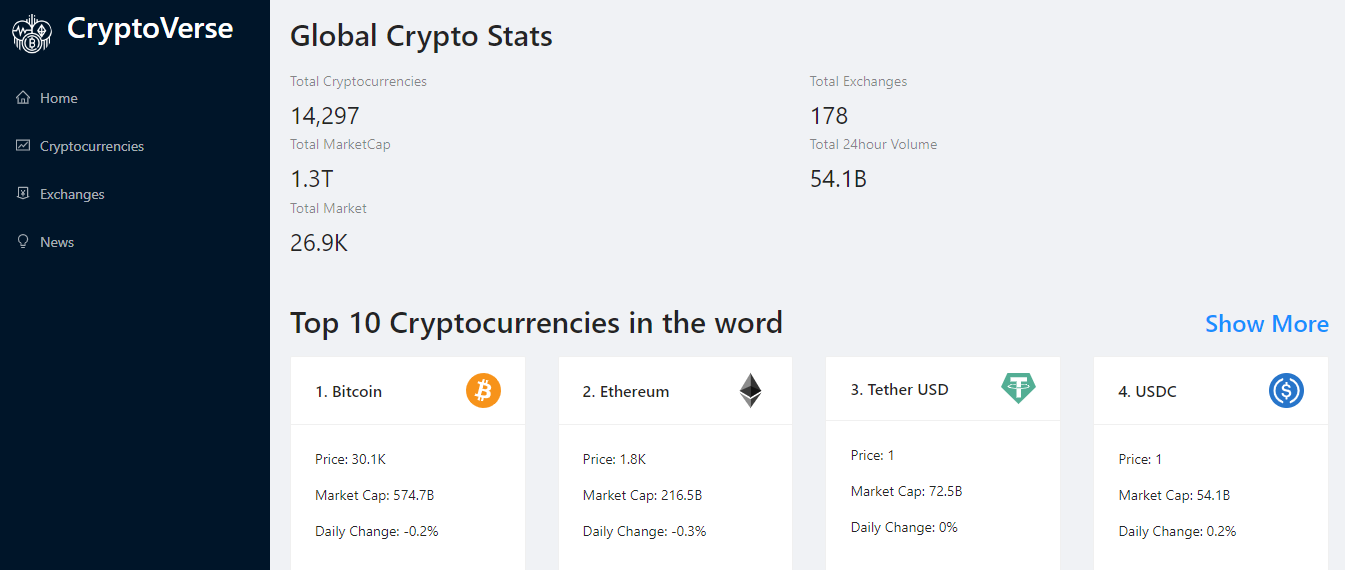 CryptoVerse
Home
Cryptocurrencies
Exchanges
News
Global Crypto Stats
Total Cryptocurrencies
14,297
Total Exchanges
178
Total MarketCap
1.3T
Total 24hour Volume
54.1B
Total Market
26.9K
Top 10 Cryptocurrencies in the word
Show More
1. Bitcoin
Price: 30.1K
Market Cap: 574.7B
Daily Change: -0.2%
2. Ethereum
Price: 1.8K
Market Cap: 216.5B
Daily Change: -0.3%
3. Tether USD
Price: 1
Market Cap: 72.5B
Daily Change: 0%
4. USDC
Price: 1
Market Cap: 54.1B
Daily Change: 0.2%